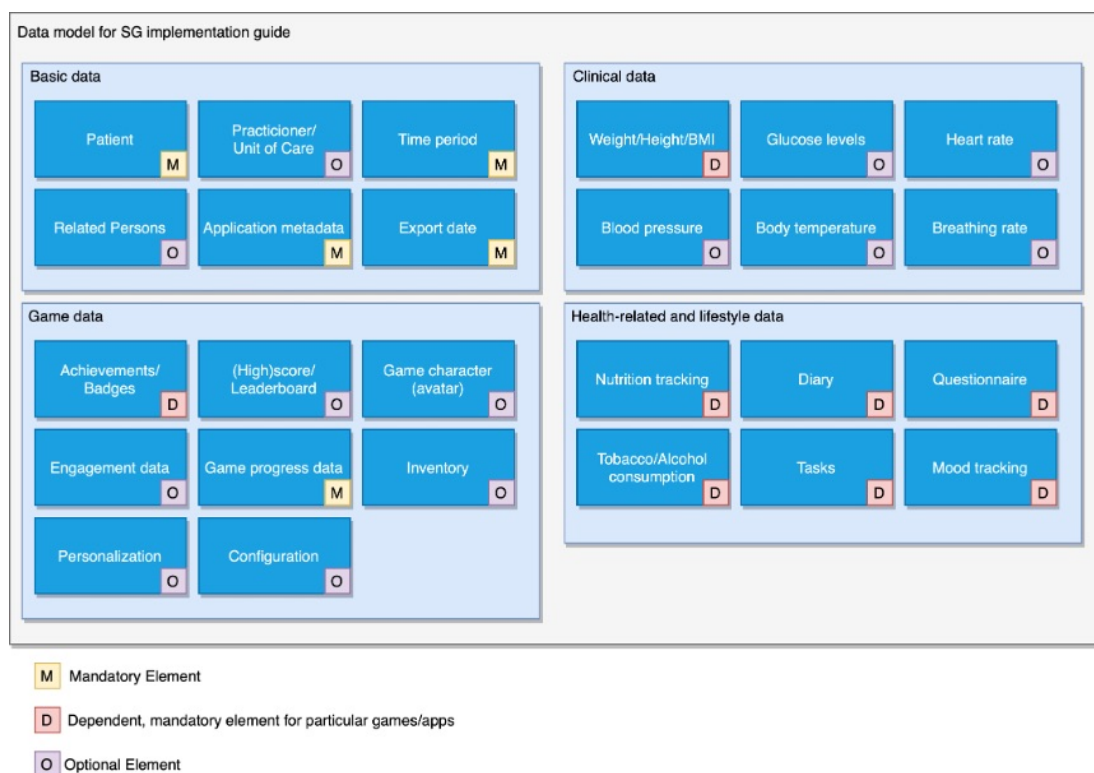 Data model for SG implementation guide
Basic data
Patient
M
Practicioner/
Unit of Care
O
Time period
M
Related Persons
O
Application metadata
M
Export date
M
Clinical data
Weight/Height/BMI
D
Glucose levels
O
Heart rate
O
Blood pressure
O
Body temperature
O
Breathing rate
O
Game data
Achievements/
Badges
D
(High)score/
Leaderboard
O
Game character
(avatar)
O
Engagement data
O
Game progress data
M
Inventory
O
Personalization
O
Configuration
O
Health-related and lifestyle data
Nutrition tracking
D
Diary
D
Questionnaire
D
Tobacco/Alcohol
consumption
D
Tasks
D
Mood tracking
D
M Mandatory Element
D Dependent, mandatory element for particular games/apps
O Optional Element